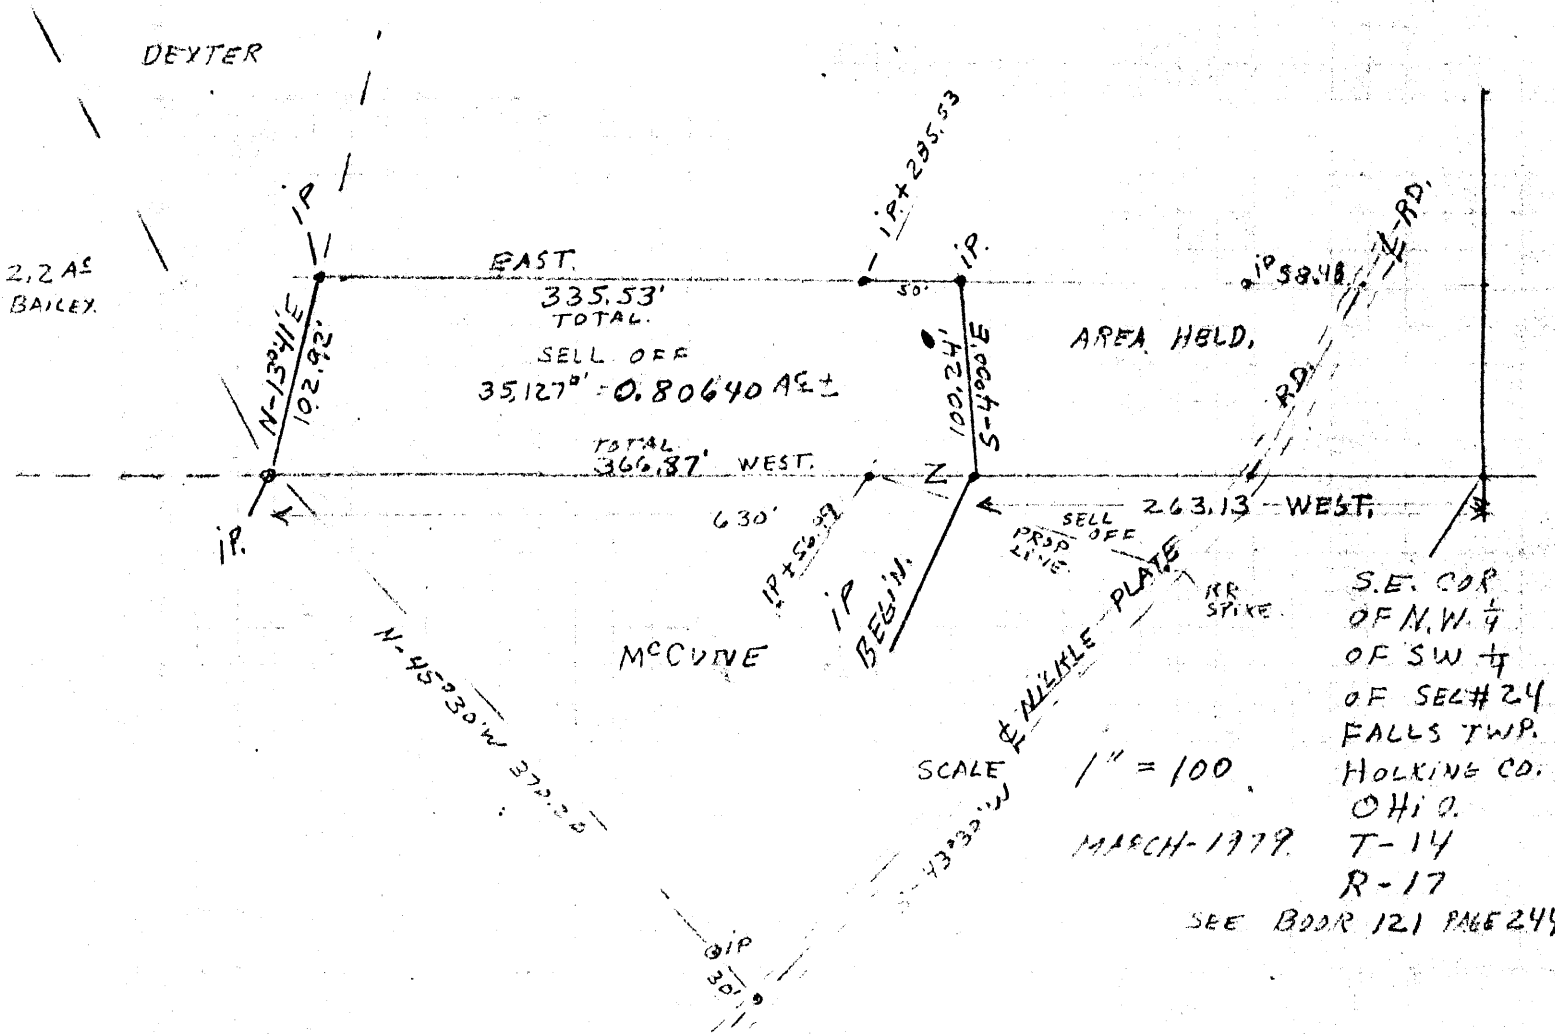 DEXTER
iP
iP.+285.53
iP.
RD.
2.2 Ac
BAILEY.
EAST.
335.53'
TOTAL.
50'
iP 58.48
N-13°41'E
102.92'
SELL OFF
35,127□' = 0.80640 Ac ±
100.24'
S-4°00'E
AREA HELD.
RD.
TOTAL
366.87' WEST.
Z
630'
263.13 - WEST.
iP.
SELL OFF
PROP
LINE
iP
BEGIN.
RR
SPIKE
McCUNE
N-45°30'W 370.20
℄ NICKLE PLATE
S.E. COR
OF N.W. 1/4
OF SW 1/4
OF SEC# 24
FALLS TWP.
HOCKING CO.
OHiO.
T-14
R-17
SCALE 1" = 100
MARCH-1979.
SEE BOOK 121 PAGE 244
iP
30'